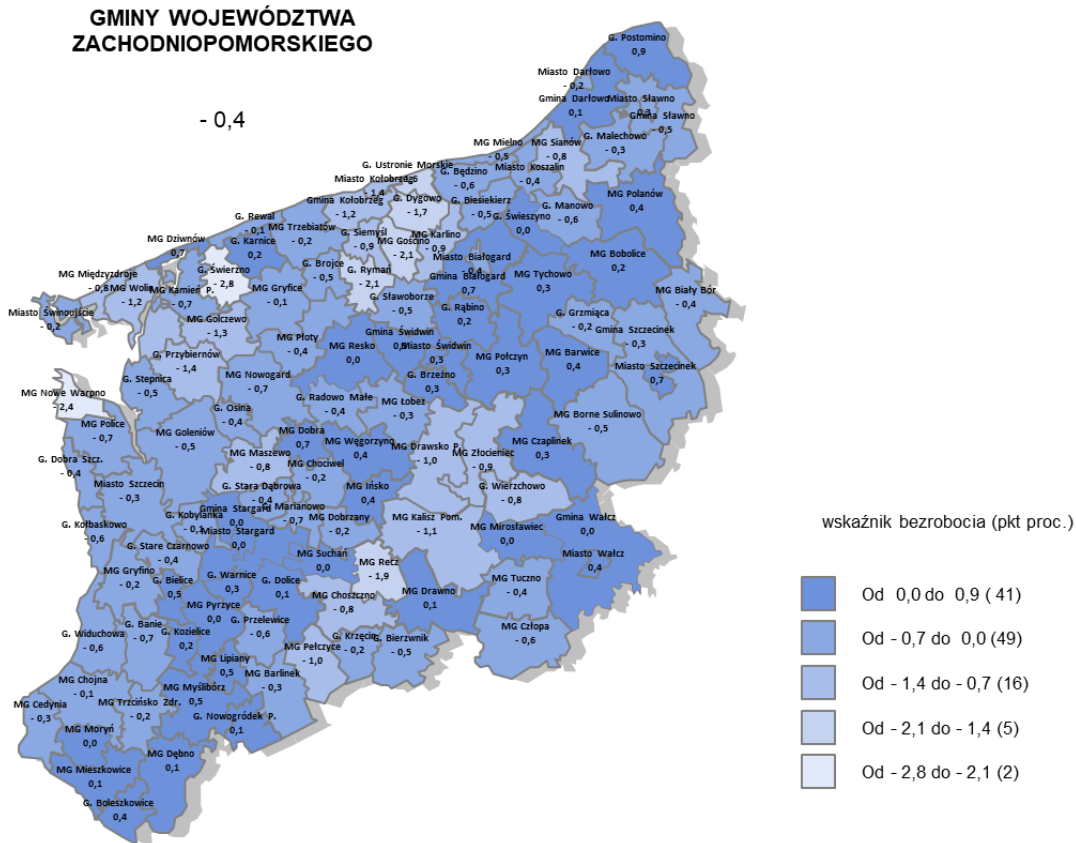 GMINY WOJEWÓDZTWA
ZACHODNIOPOMORSKIEGO
- 0,4
G. Postomino
0,9
Miasto Darłowo
- 0,2
Gmina Darłowo
0,1
Miasto Sławno
0,3
Gmina Sławno
- 0,5
G. Malechowo
- 0,3
MG Mielno
- 0,5
MG Sianów
- 0,8
G. Ustronie Morskie
Miasto Kołobrzeg
- 1,4
G. Będzino
- 0,6
Miasto Koszalin
- 0,4
MG Polanów
0,4
Gmina Kołobrzeg
- 1,2
G. Dygowo
- 1,7
G. Biesiekierz
- 0,5
G. Manowo
- 0,6
G. Świeszyno
0,0
G. Rewal
- 0,1
MG Trzebiatów
- 0,2
G. Siemyśl
- 0,9
MG Karlino
- 0,9
MG Gościno
- 2,1
MG Dziwnów
0,7
G. Karnice
0,2
Miasto Białogard
- 0,4
MG Bobolice
0,2
MG Międzyzdroje
- 0,8
MG Wolin
- 1,2
MG Kamień P.
- 0,7
G. Świerzno
- 2,8
G. Brojce
- 0,5
G. Rymań
- 2,1
Gmina Białogard
0,7
MG Tychowo
0,3
MG Biały Bór
- 0,4
MG Gryfice
- 0,1
G. Sławoborze
- 0,5
G. Rąbino
0,2
G. Grzmiąca
- 0,2
Miasto Świnoujście
- 0,2
MG Golczewo
- 1,3
MG Płoty
- 0,4
MG Resko
0,0
Gmina Świdwin
Miasto Świdwin
0,3
MG Połczyn
0,3
MG Barwice
0,4
Gmina Szczecinek
- 0,3
Miasto Szczecinek
0,7
G. Przybiernów
- 1,4
G. Stepnica
- 0,5
MG Nowogard
- 0,7
G. Brzeżno
0,3
MG Nowe Warpno
- 2,4
G. Radowo Małe
- 0,4
MG Łobez
- 0,3
G. Osina
- 0,4
MG Borne Sulinowo
- 0,5
MG Police
- 0,7
MG Goleniów
- 0,5
MG Dobra
0,7
MG Węgorzyno
0,4
MG Drawsko P.
- 1,0
MG Złocieniec
- 0,9
MG Czaplinek
0,3
G. Dobra Szcz.
- 0,4
MG Maszewo
- 0,8
MG Chociwel
- 0,2
Miasto Szczecin
- 0,3
G. Stara Dąbrowa
- 0,4
MG Ińsko
0,4
G. Wierzchowo
- 0,8
G. Kobylanka
- 0,1
Gmina Stargard
0,0
G. Marianowo
- 0,7
MG Dobrzany
- 0,2
MG Kalisz Pom.
- 1,1
Gmina Wałcz
0,0
G. Kołbaskowo
0,6
Miasto Stargard
0,0
MG Mirosławiec
0,0
G. Stare Czarnowo
- 0,4
MG Suchań
0,0
MG Recz
- 1,9
Miasto Wałcz
0,4
MG Gryfino
- 0,2
G. Bielice
0,5
G. Warnice
0,3
G. Dolice
0,1
MG Choszczno
- 0,8
MG Drawno
0,1
MG Tuczno
- 0,4
MG Pyrzyce
0,0
G. Przelewice
- 0,6
G. Widuchowa
- 0,6
G. Banie
- 0,7
G. Kozielice
0,2
MG Pełczyce
- 1,0
G. Krzęcin
- 0,2
G. Bierzwnik
- 0,5
MG Człopa
- 0,6
MG Lipiany
0,5
MG Barlinek
- 0,3
MG Chojna
- 0,1
MG Cedynia
- 0,3
MG Trzcińsko Zdr.
- 0,2
MG Myślibórz
0,5
G. Nowogródek P.
0,1
MG Moryń
0,0
MG Dębno
0,1
MG Mieszkowice
0,1
G. Boleszkowice
0,4
wskaźnik bezrobocia (pkt proc.)
Od 0,0 do 0,9 ( 41)
Od - 0,7 do 0,0 (49)
Od - 1,4 do - 0,7 (16)
Od - 2,1 do - 1,4 (5)
Od - 2,8 do - 2,1 (2)